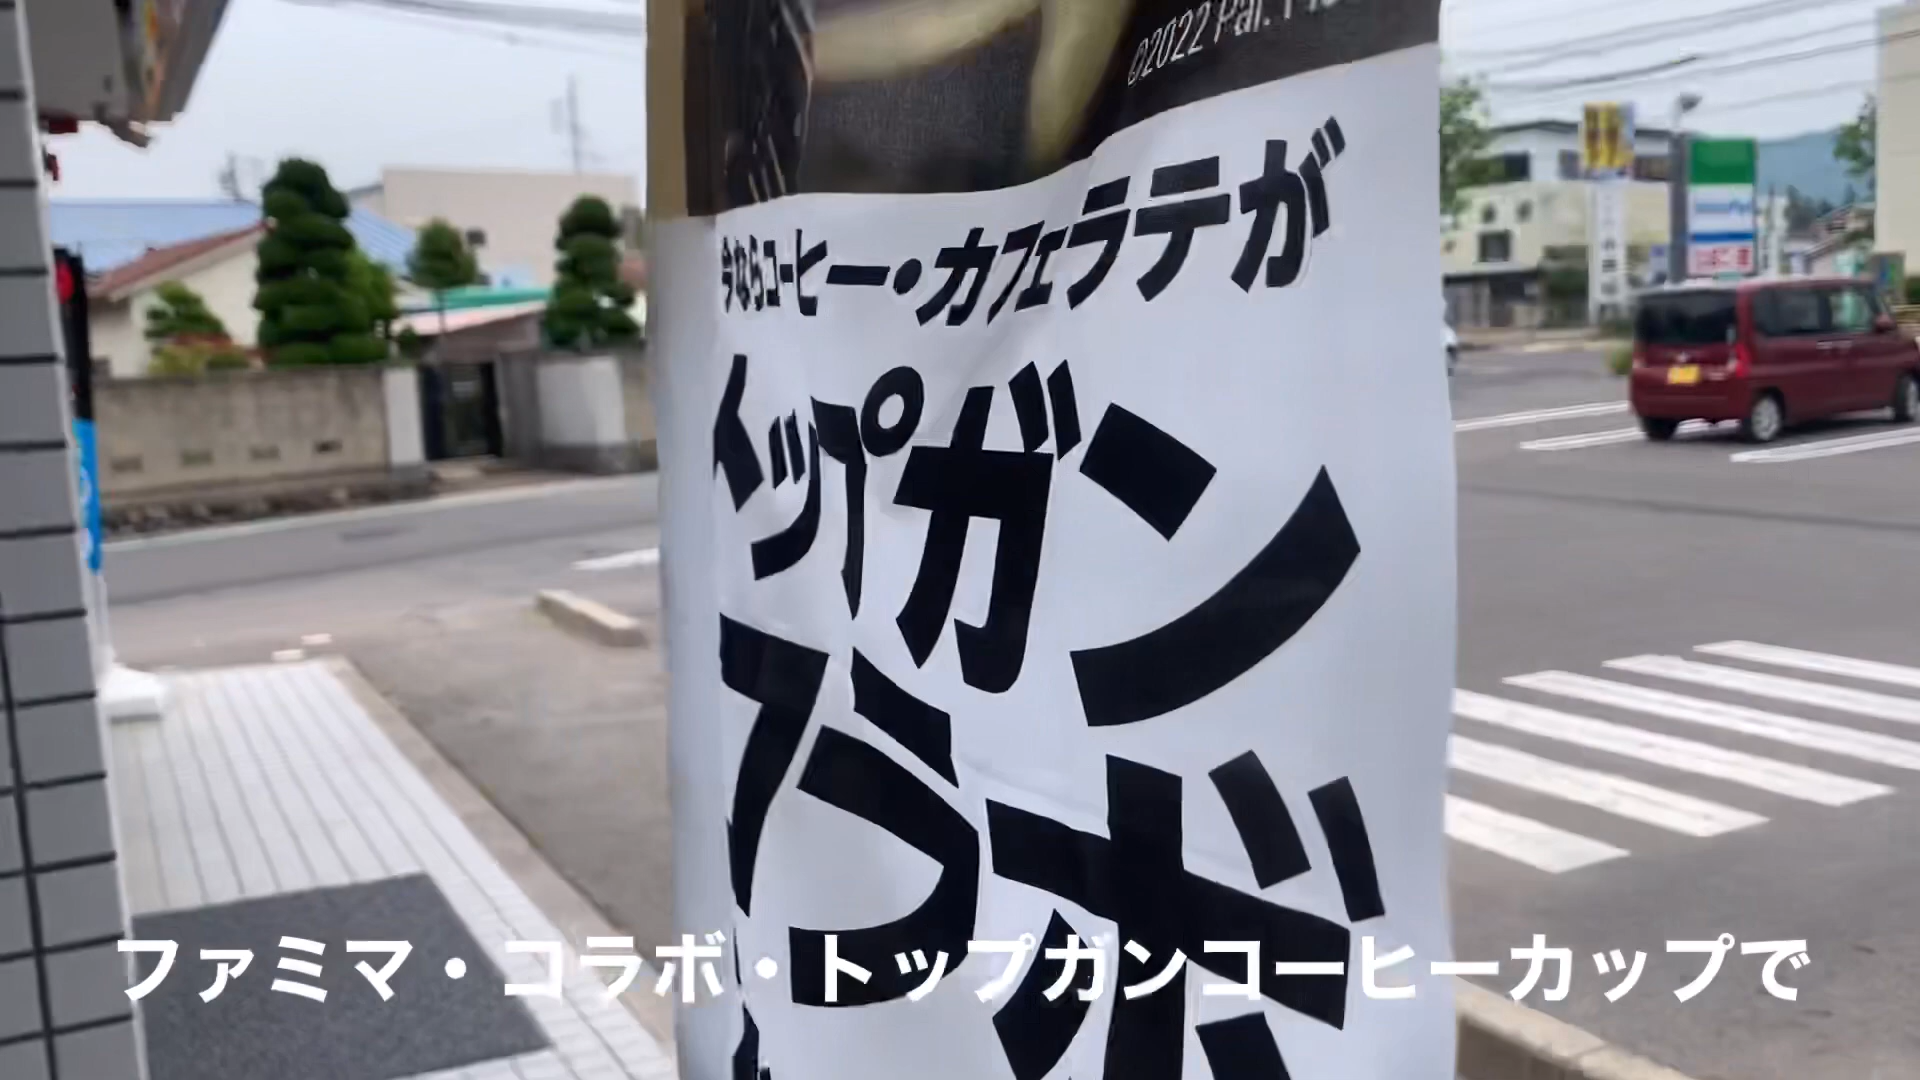 ©2022 Par. Pic
今ならコーヒー・カフェラテが
トップガン
コラボ
ファミマ・コラボ・トップガンコーヒーカップで